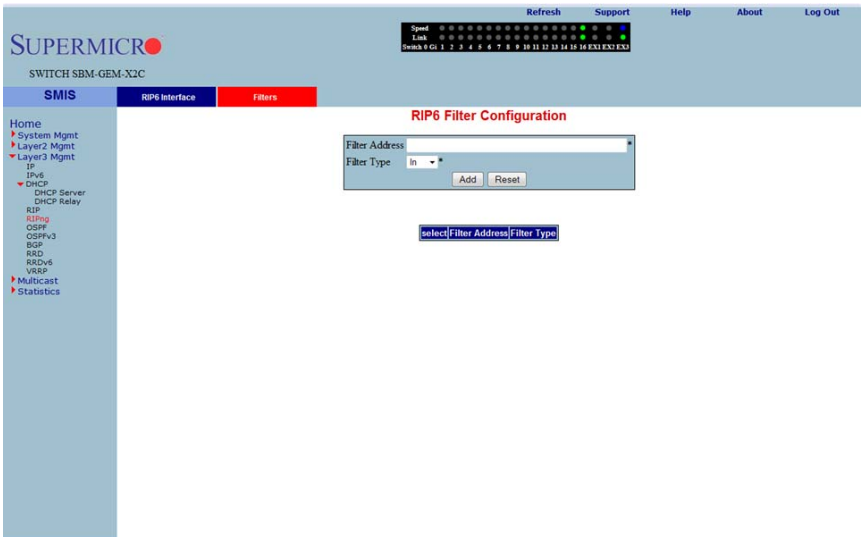 Refresh Support Help About Log Out
SUPERMICRO
SWITCH SBM-GEM-X2C
Speed
Link
Switch 0 Gi 1 2 3 4 5 6 7 8 9 10 11 12 13 14 15 16 EX1 EX2 EX3
SMIS
RIP6 Interface
Filters
Home
System Mgmt
Layer2 Mgmt
Layer3 Mgmt
IP
IPv6
DHCP
DHCP Server
DHCP Relay
RIP
RIPng
OSPF
OSPFv3
BGP
RRD
RRDv6
VRRP
Multicast
Statistics
RIP6 Filter Configuration
Filter Address *
Filter Type In *
Add Reset
select Filter Address Filter Type